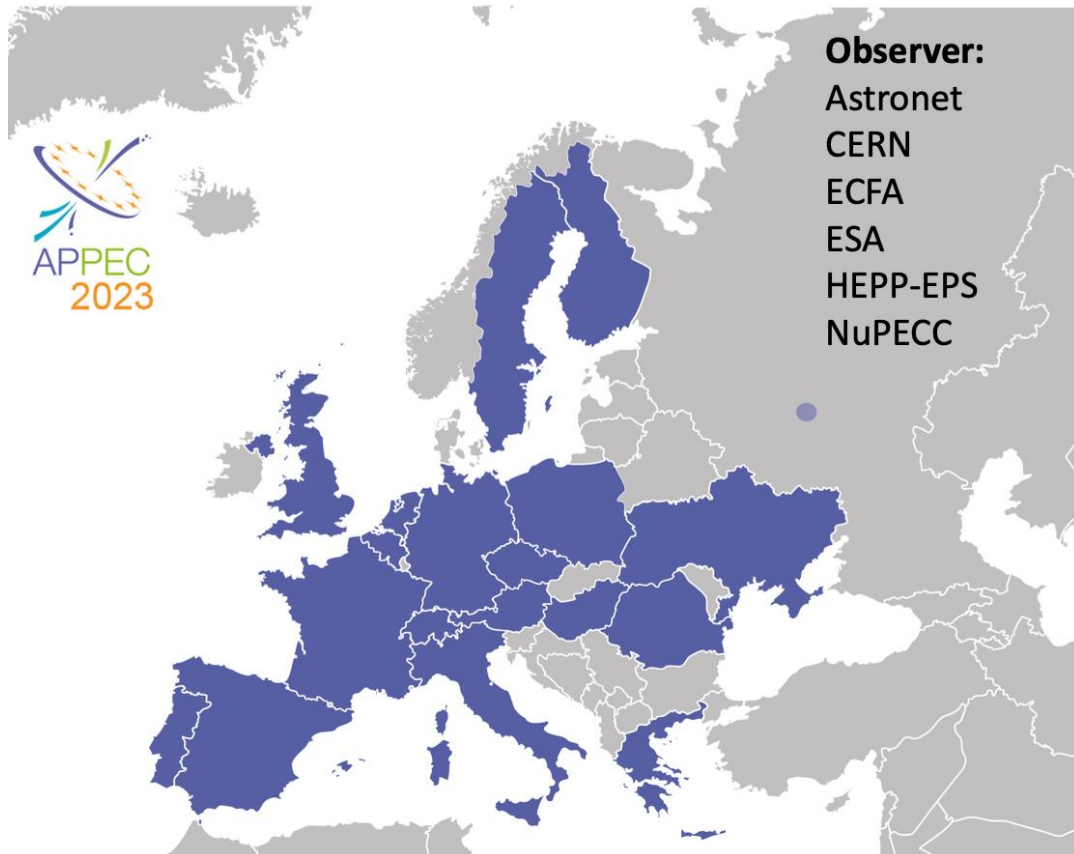 Observer:
Astronet
CERN
ECFA
ESA
HEPP-EPS
NuPECC
APPEC
2023